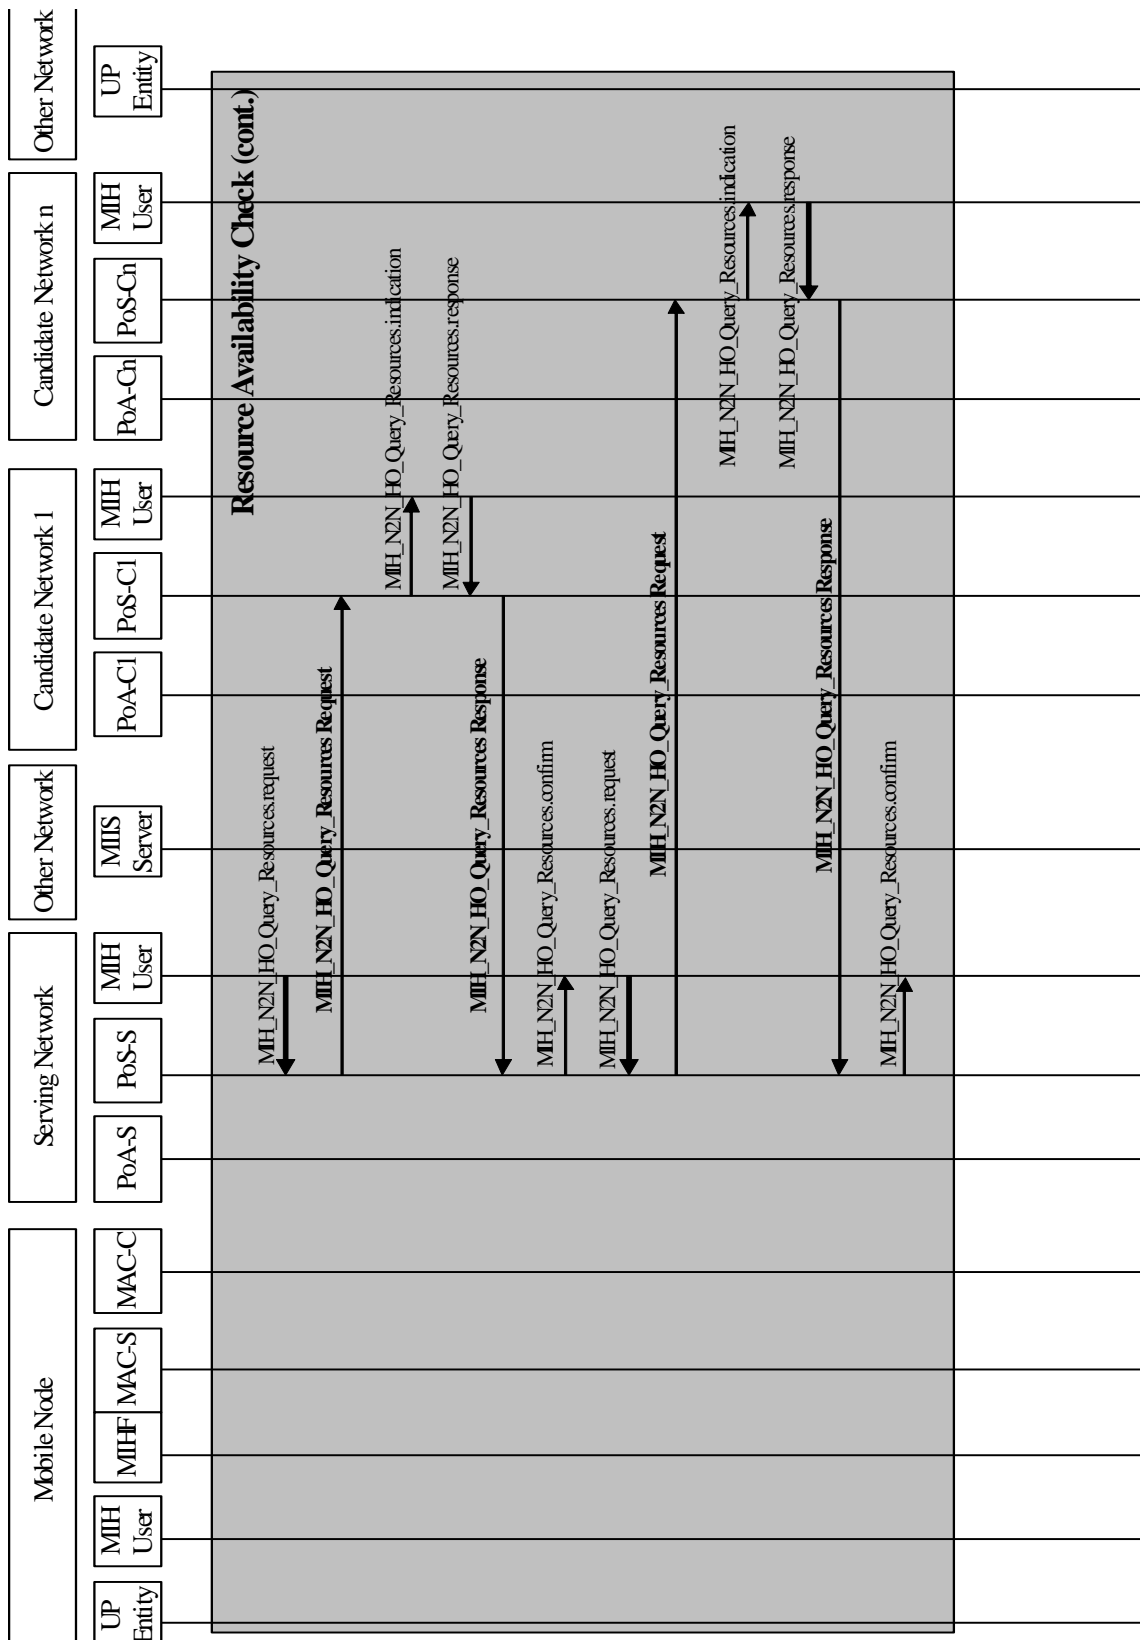 Mobile Node
Serving Network
Other Network
Candidate Network 1
Candidate Network n
Other Network
UP
Entity
MIH
User
MIHF
MAC-S
MAC-C
PoA-S
PoS-S
MIH
User
MIIS
Server
PoA-C1
PoS-C1
MIH
User
PoA-Cn
PoS-Cn
MIH
User
UP
Entity
Resource Availability Check (cont.)
MIH_N2N_HO_Query_Resources.request
MIH_N2N_HO_Query_Resources Request
MIH_N2N_HO_Query_Resources.indication
MIH_N2N_HO_Query_Resources.response
MIH_N2N_HO_Query_Resources Response
MIH_N2N_HO_Query_Resources.confirm
MIH_N2N_HO_Query_Resources.request
MIH_N2N_HO_Query_Resources Request
MIH_N2N_HO_Query_Resources.indication
MIH_N2N_HO_Query_Resources.response
MIH_N2N_HO_Query_Resources Response
MIH_N2N_HO_Query_Resources.confirm